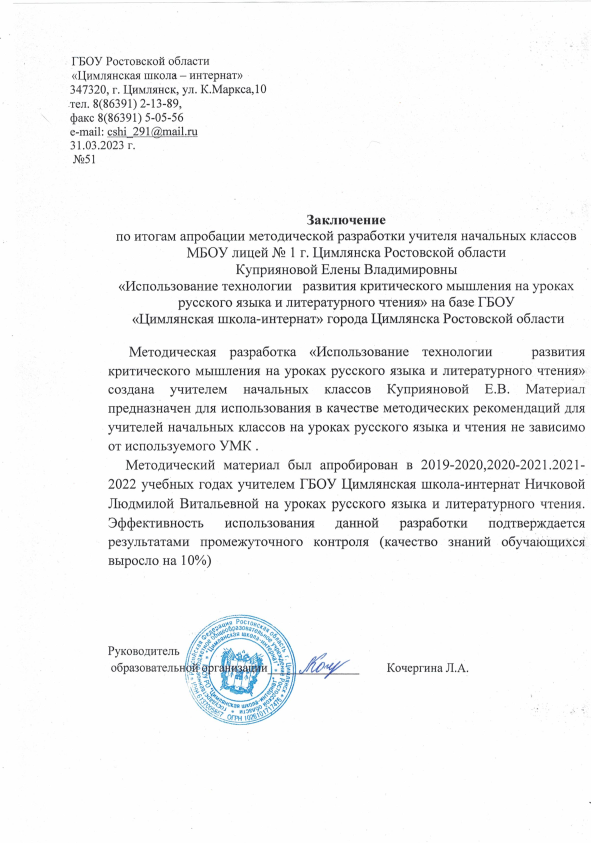 ГБОУ Ростовской области
«Цимлянская школа – интернат»
347320, г. Цимлянск, ул. К.Маркса,10
тел. 8(86391) 2-13-89,
факс 8(86391) 5-05-56
e-mail: cshi_291@mail.ru
31.03.2023 г.
№51
Заключение
по итогам апробации методической разработки учителя начальных классов
МБОУ лицей № 1 г. Цимлянска Ростовской области
Куприяновой Елены Владимировны
«Использование технологии развития критического мышления на уроках
русского языка и литературного чтения» на базе ГБОУ
«Цимлянская школа-интернат» города Цимлянска Ростовской области
Методическая разработка «Использование технологии развития
критического мышления на уроках русского языка и литературного чтения»
создана учителем начальных классов Куприяновой Е.В. Материал
предназначен для использования в качестве методических рекомендаций для
учителей начальных классов на уроках русского языка и чтения не зависимо
от используемого УМК .
Методический материал был апробирован в 2019-2020,2020-2021.2021-
2022 учебных годах учителем ГБОУ Цимлянская школа-интернат Ничковой
Людмилой Витальевной на уроках русского языка и литературного чтения.
Эффективность использования данной разработки подтверждается
результатами промежуточного контроля (качество знаний обучающихся
выросло на 10%)
Руководитель
образовательной организации Кочергина Л.А.